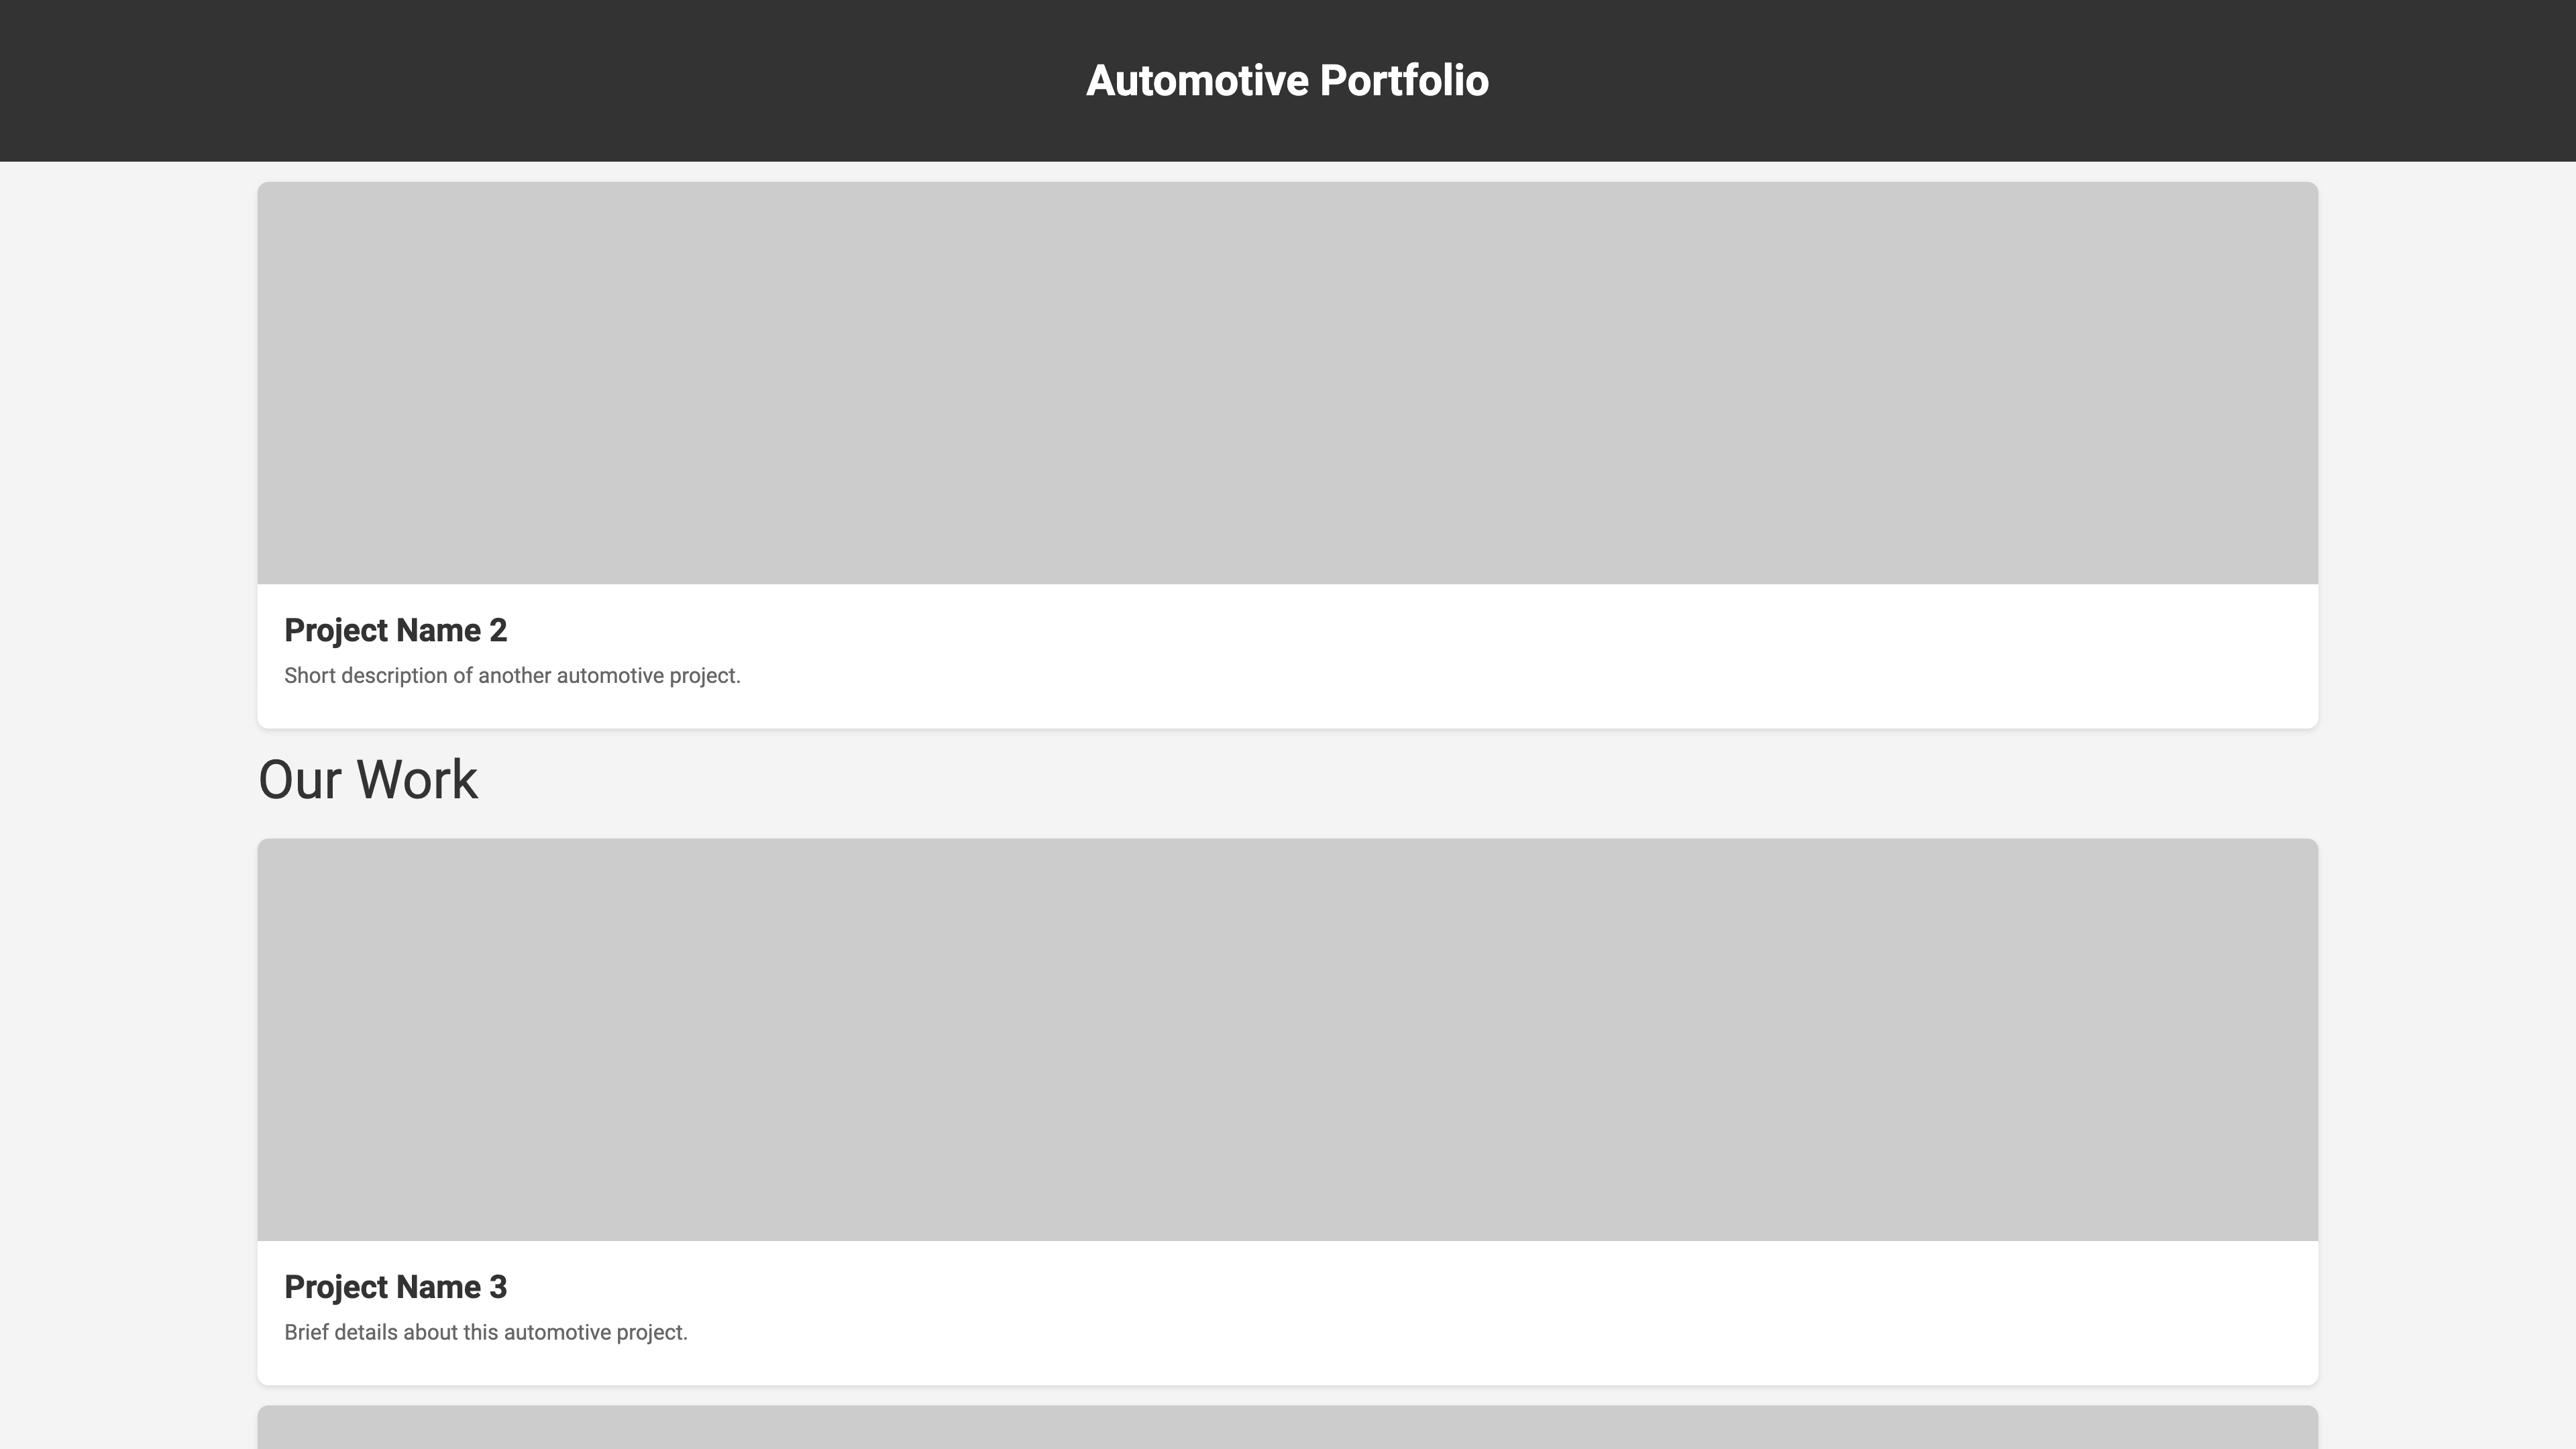 Automotive Portfolio
Project Name 2
Short description of another automotive project.
Our Work
Project Name 3
Brief details about this automotive project.